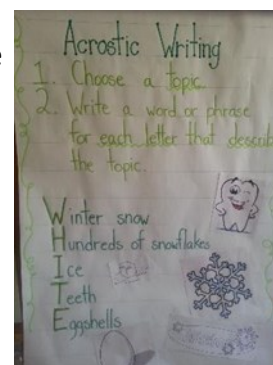 e
Acrostic Writing
1. Choose a topic.
2. Write a word or phrase
for each letter that describ
the topic.
Winter snow
Hundreds of snowflakes
Ice
Teeth
Eggshells